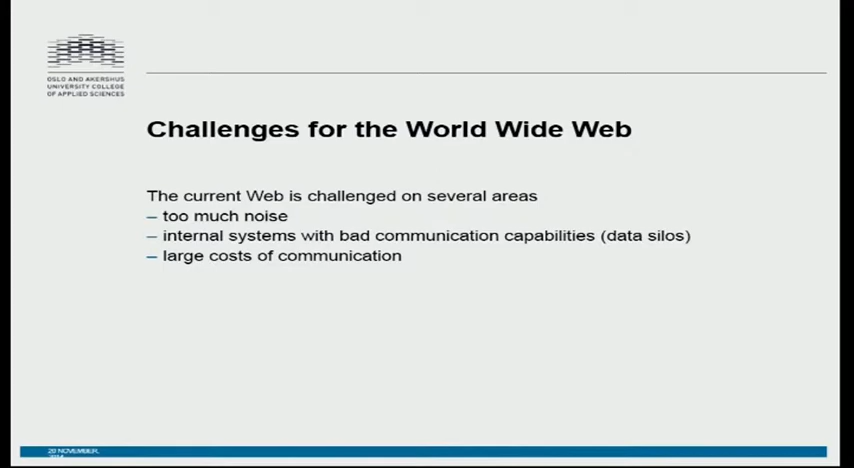 OSLO AND AKERSHUS
UNIVERSITY COLLEGE
OF APPLIED SCIENCES
Challenges for the World Wide Web
The current Web is challenged on several areas
– too much noise
– internal systems with bad communication capabilities (data silos)
– large costs of communication
20 NOVEMBER,